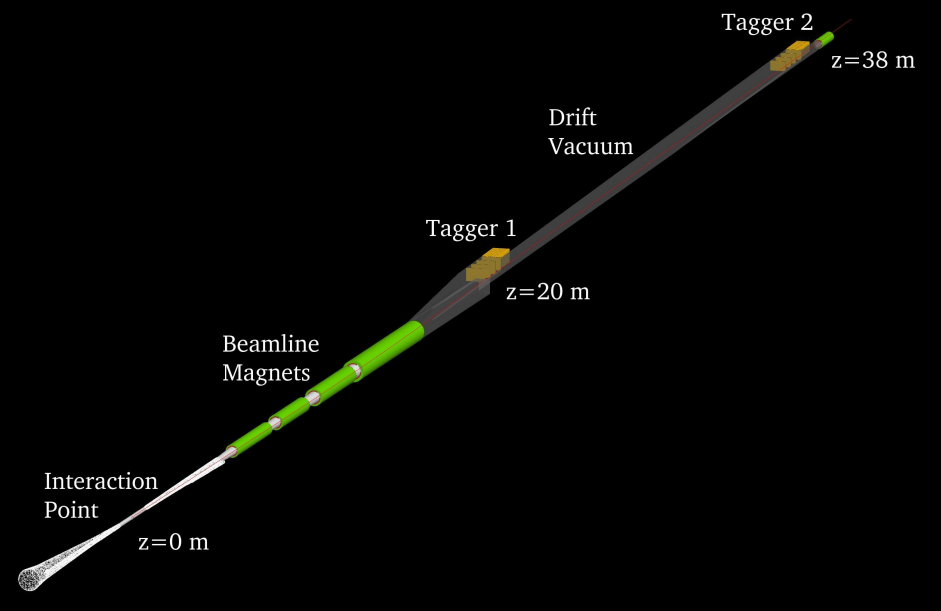 Tagger 2
z=38 m
Drift
Vacuum
Tagger 1
z=20 m
Beamline
Magnets
Interaction
Point
z=0 m